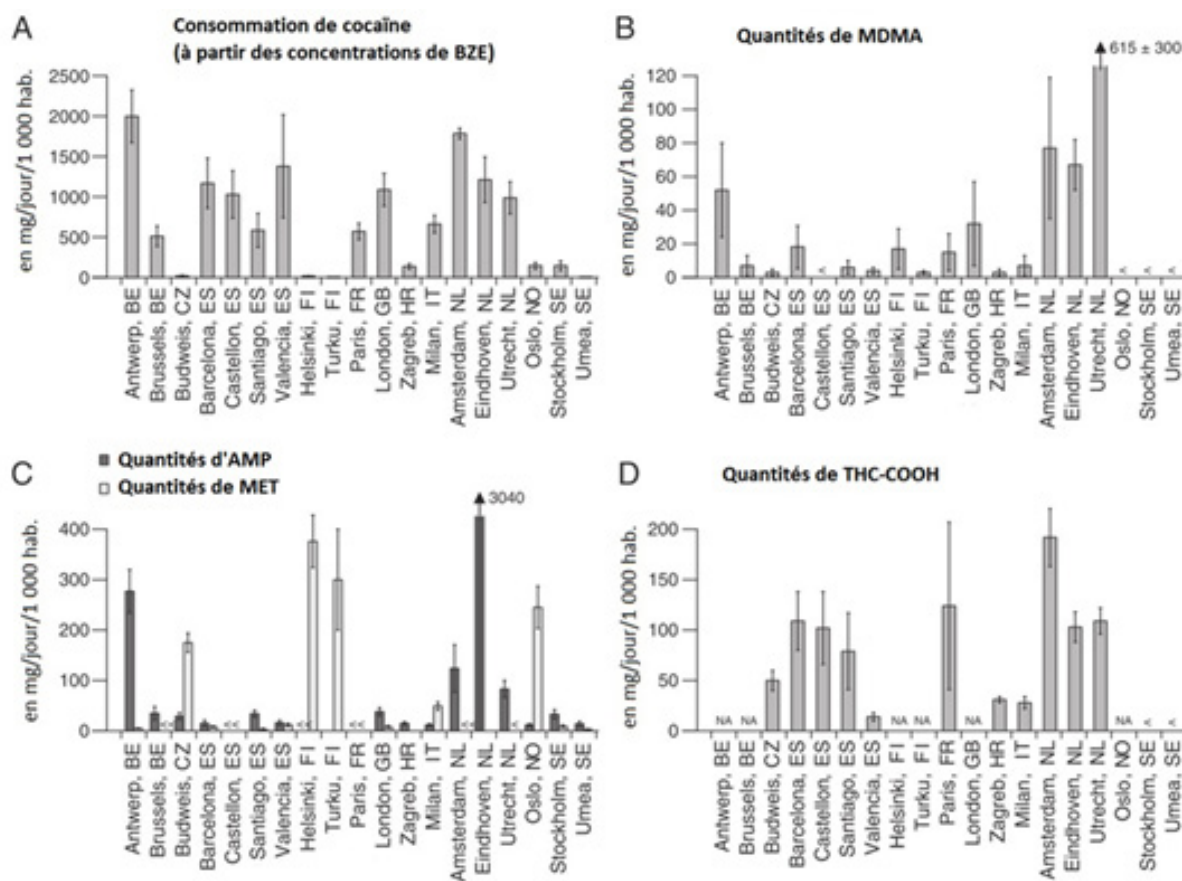 A
Consommation de cocaïne
(à partir des concentrations de BZE)
en mg/jour/1 000 hab.
2500
2000
1500
1000
500
0
Antwerp, BE
Brussels, BE
Budweis, CZ
Barcelona, ES
Castellon, ES
Santiago, ES
Valencia, ES
Helsinki, FI
Turku, FI
Paris, FR
London, GB
Zagreb, HR
Milan, IT
Amsterdam, NL
Eindhoven, NL
Utrecht, NL
Oslo, NO
Stockholm, SE
Umea, SE
B
Quantités de MDMA
615 ± 300
en mg/jour/1 000 hab.
120
100
80
60
40
20
0
^ ^ ^ ^
Antwerp, BE
Brussels, BE
Budweis, CZ
Barcelona, ES
Castellon, ES
Santiago, ES
Valencia, ES
Helsinki, FI
Turku, FI
Paris, FR
London, GB
Zagreb, HR
Milan, IT
Amsterdam, NL
Eindhoven, NL
Utrecht, NL
Oslo, NO
Stockholm, SE
Umea, SE
C
Quantités d'AMP
Quantités de MET
3040
en mg/jour/1 000 hab.
400
300
200
100
0
Antwerp, BE
Brussels, BE
Budweis, CZ
Barcelona, ES
Castellon, ES
Santiago, ES
Valencia, ES
Helsinki, FI
Turku, FI
Paris, FR
London, GB
Zagreb, HR
Milan, IT
Amsterdam, NL
Eindhoven, NL
Utrecht, NL
Oslo, NO
Stockholm, SE
Umea, SE
D
Quantités de THC-COOH
en mg/jour/1 000 hab.
200
150
100
50
0
NA NA NA NA NA NA ^ ^
Antwerp, BE
Brussels, BE
Budweis, CZ
Barcelona, ES
Castellon, ES
Santiago, ES
Valencia, ES
Helsinki, FI
Turku, FI
Paris, FR
London, GB
Zagreb, HR
Milan, IT
Amsterdam, NL
Eindhoven, NL
Utrecht, NL
Oslo, NO
Stockholm, SE
Umea, SE